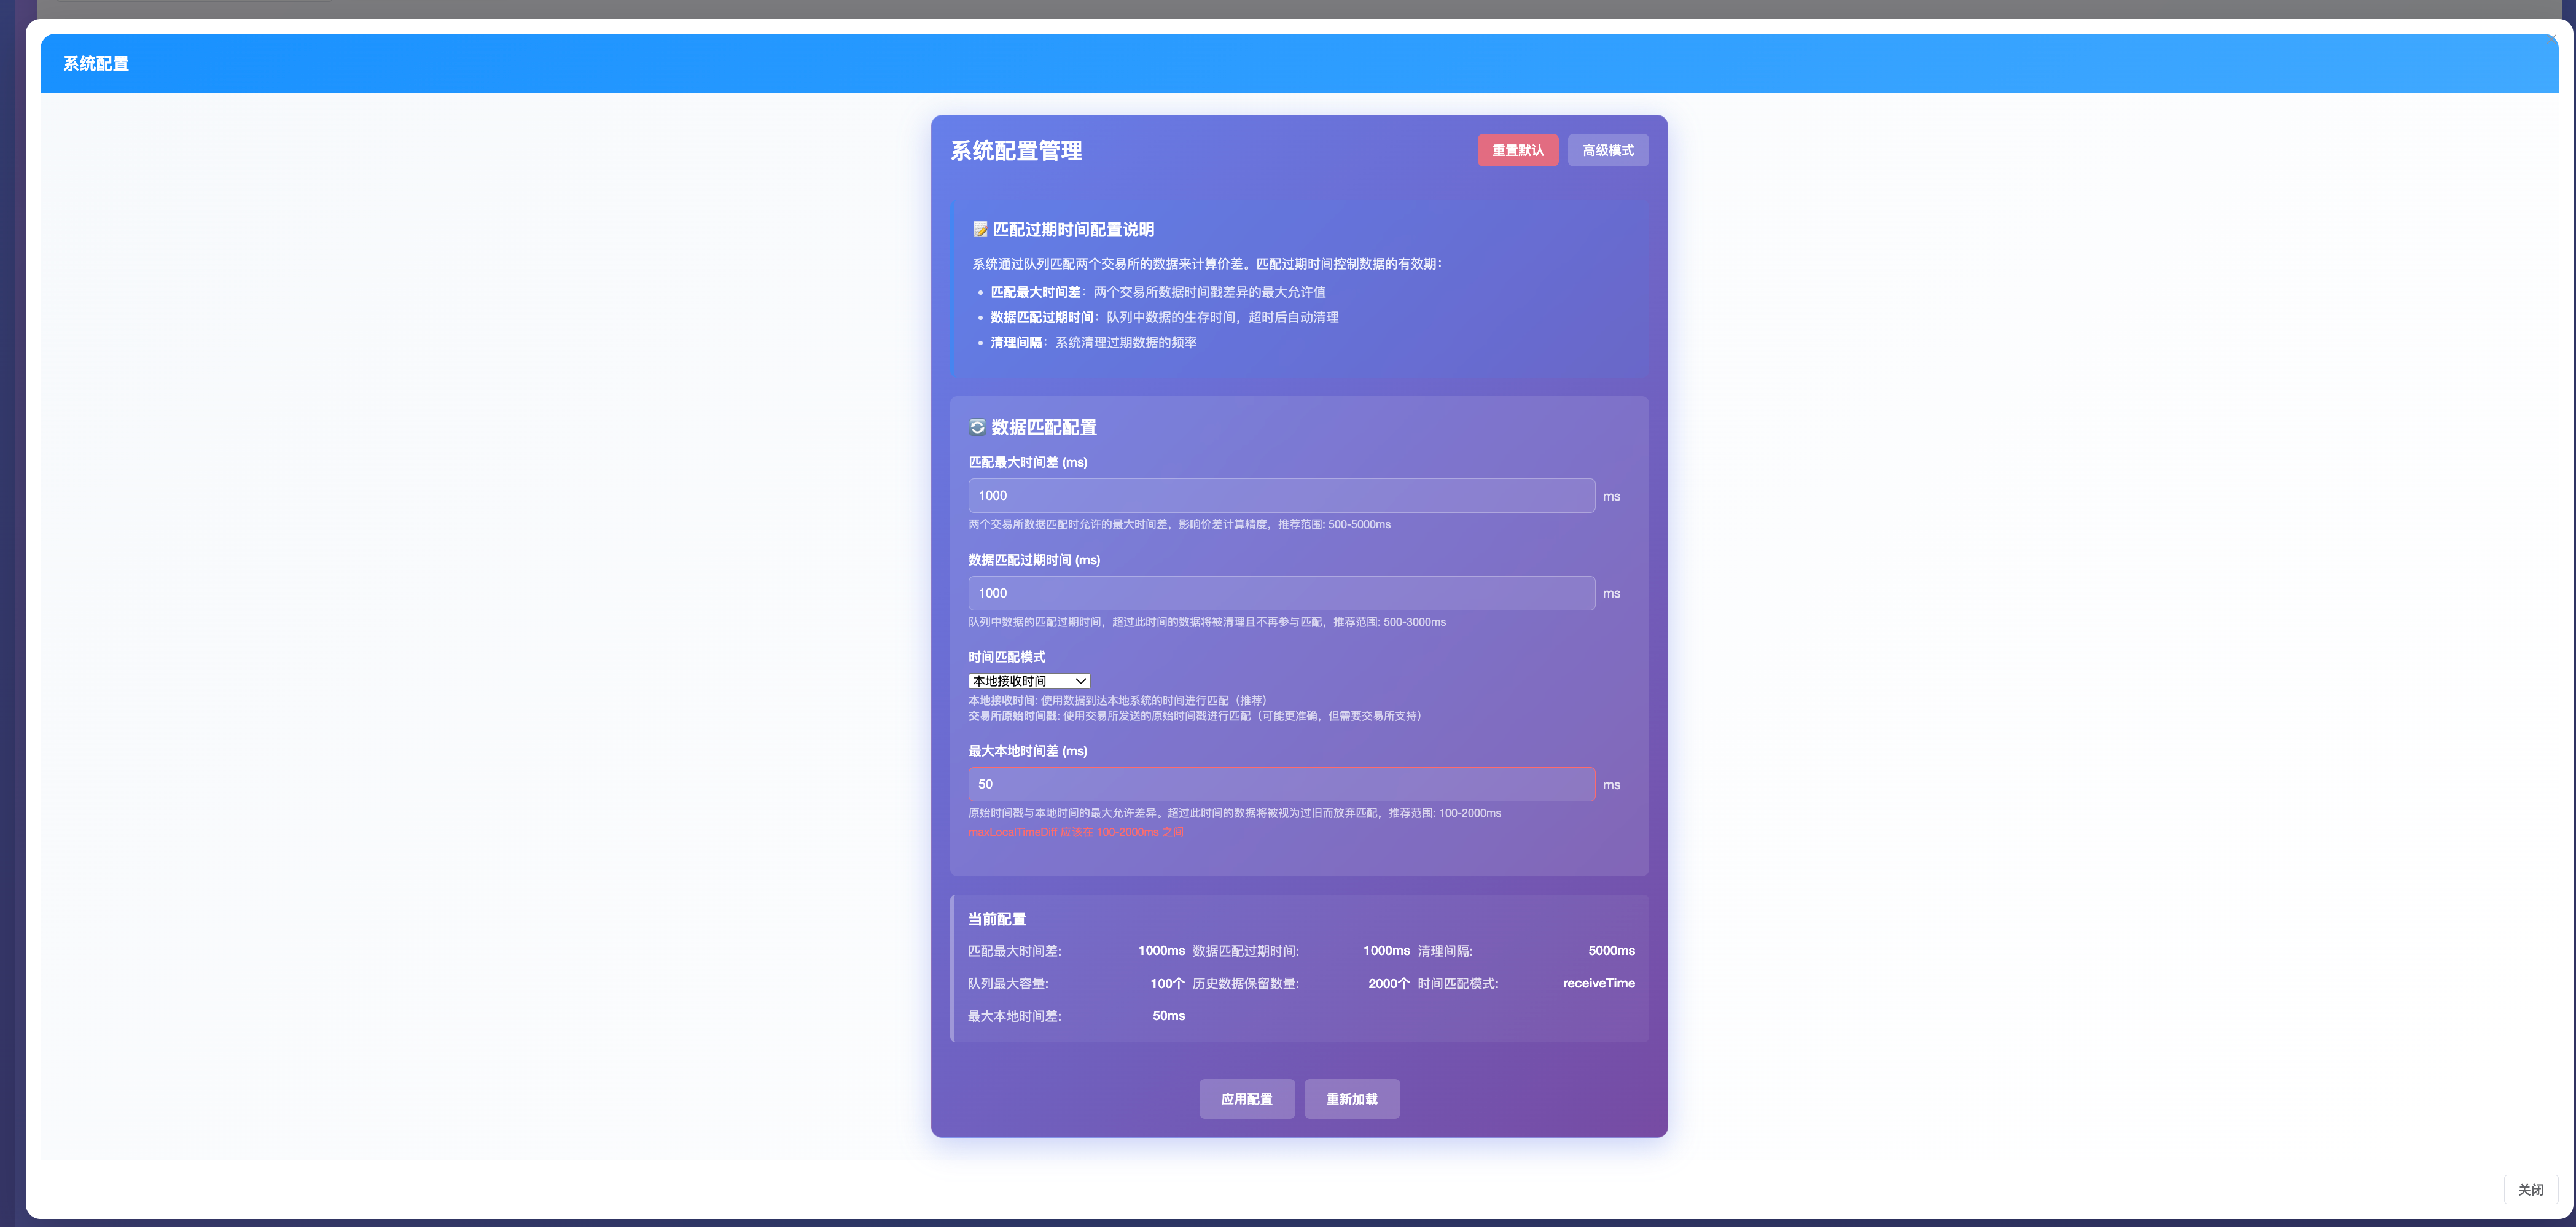 系统配置
系统配置管理
重置默认
高级模式
📝 匹配过期时间配置说明
系统通过队列匹配两个交易所的数据来计算价差。匹配过期时间控制数据的有效期：
• 匹配最大时间差：两个交易所数据时间戳差异的最大允许值
• 数据匹配过期时间：队列中数据的生存时间，超时后自动清理
• 清理间隔：系统清理过期数据的频率
🔄 数据匹配配置
匹配最大时间差 (ms)
1000 ms
两个交易所数据匹配时允许的最大时间差，影响价差计算精度，推荐范围: 500-5000ms
数据匹配过期时间 (ms)
1000 ms
队列中数据的匹配过期时间，超过此时间的数据将被清理且不再参与匹配，推荐范围: 500-3000ms
时间匹配模式
本地接收时间
本地接收时间: 使用数据到达本地系统的时间进行匹配（推荐）
交易所原始时间戳: 使用交易所发送的原始时间戳进行匹配（可能更准确，但需要交易所支持）
最大本地时间差 (ms)
50 ms
原始时间戳与本地时间的最大允许差异。超过此时间的数据将被视为过旧而放弃匹配，推荐范围: 100-2000ms
maxLocalTimeDiff 应该在 100-2000ms 之间
当前配置
匹配最大时间差: 1000ms 数据匹配过期时间: 1000ms 清理间隔: 5000ms
队列最大容量: 100个 历史数据保留数量: 2000个 时间匹配模式: receiveTime
最大本地时间差: 50ms
应用配置
重新加载
关闭